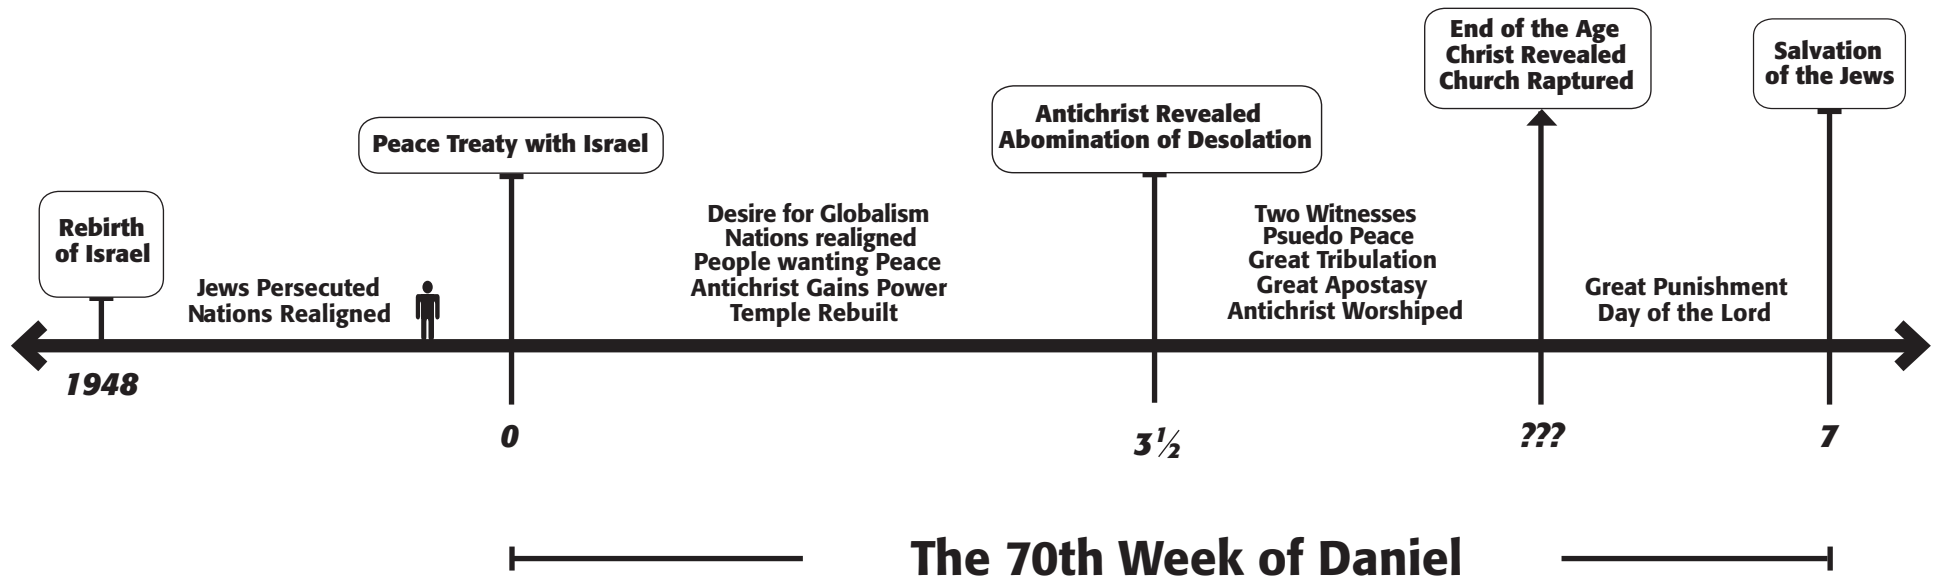 Rebirth
of Israel
Jews Persecuted
Nations Realigned
Peace Treaty with Israel
Desire for Globalism
Nations realigned
People wanting Peace
Antichrist Gains Power
Temple Rebuilt
Antichrist Revealed
Abomination of Desolation
Two Witnesses
Psuedo Peace
Great Tribulation
Great Apostasy
Antichrist Worshiped
End of the Age
Christ Revealed
Church Raptured
Great Punishment
Day of the Lord
Salvation
of the Jews
1948
0
3 ½
???
7
The 70th Week of Daniel